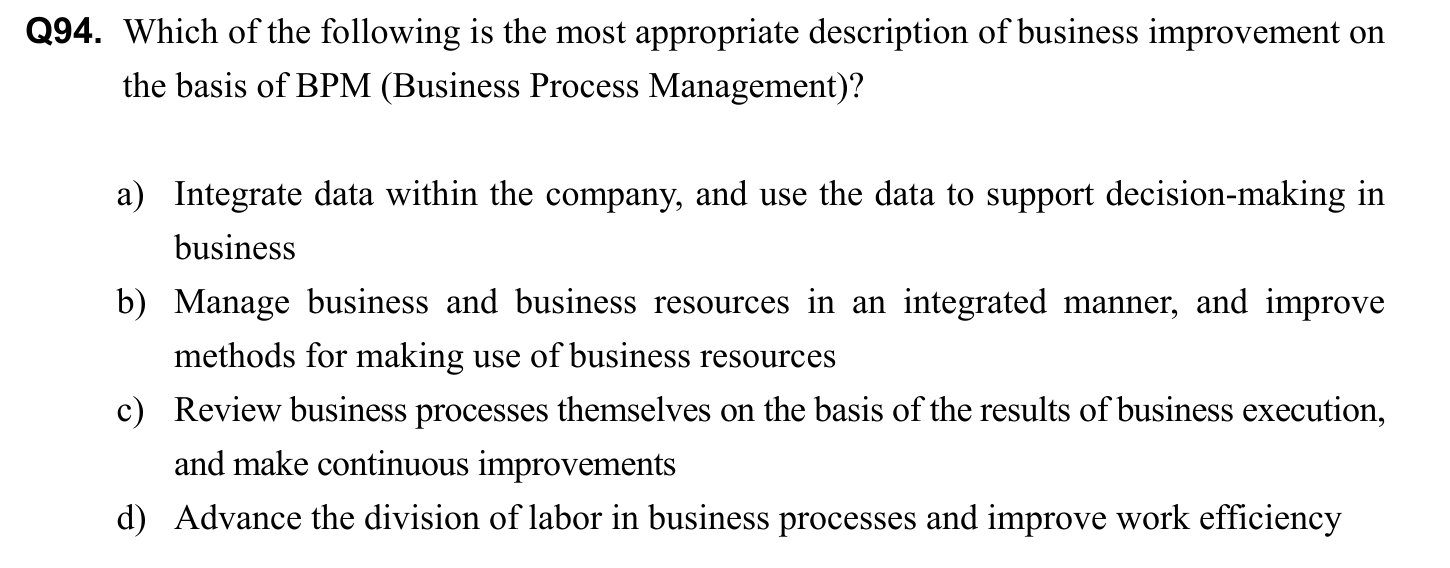 Q94. Which of the following is the most appropriate description of business improvement on
the basis of BPM (Business Process Management)?
a) Integrate data within the company, and use the data to support decision-making in
business
b) Manage business and business resources in an integrated manner, and improve
methods for making use of business resources
c) Review business processes themselves on the basis of the results of business execution,
and make continuous improvements
d) Advance the division of labor in business processes and improve work efficiency